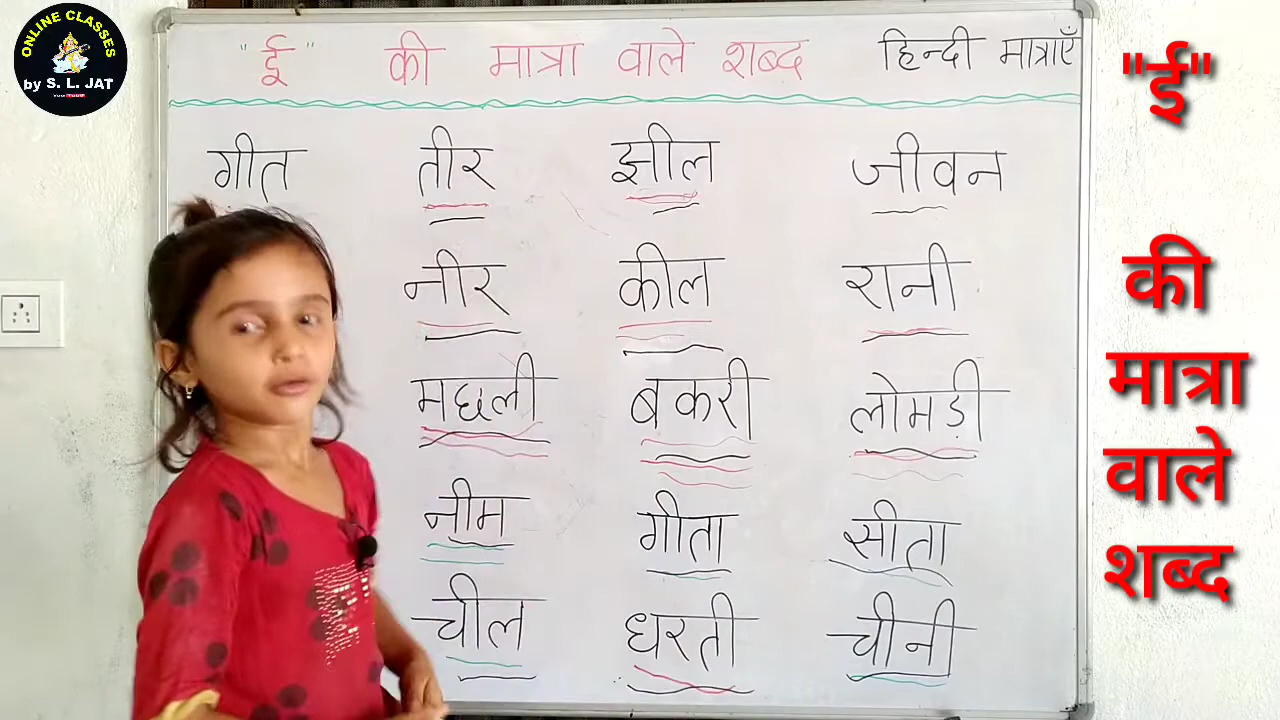 ONLINE CLASSES
by S. L. JAT
"ई" की मात्रा वाले शब्द हिन्दी मात्राएँ
गीत तीर झील जीवन
नीर कील रानी
मछली बकरी लोमड़ी
नीम गीता सीता
चील धरती चीनी
"ई"
की
मात्रा
वाले
शब्द